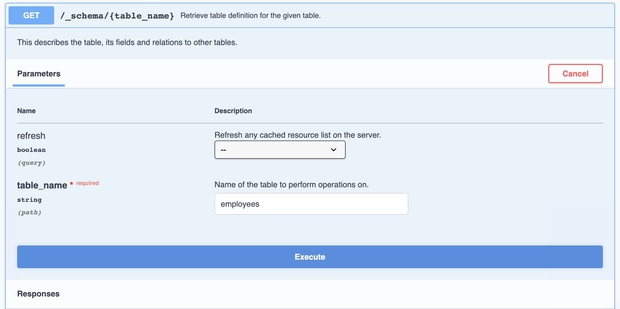 GET /_schema/{table_name} Retrieve table definition for the given table.
This describes the table, its fields and relations to other tables.
Parameters Cancel
Name Description
refresh Refresh any cached resource list on the server.
boolean --
(query)
table_name * required Name of the table to perform operations on.
string employees
(path)
Execute
Responses